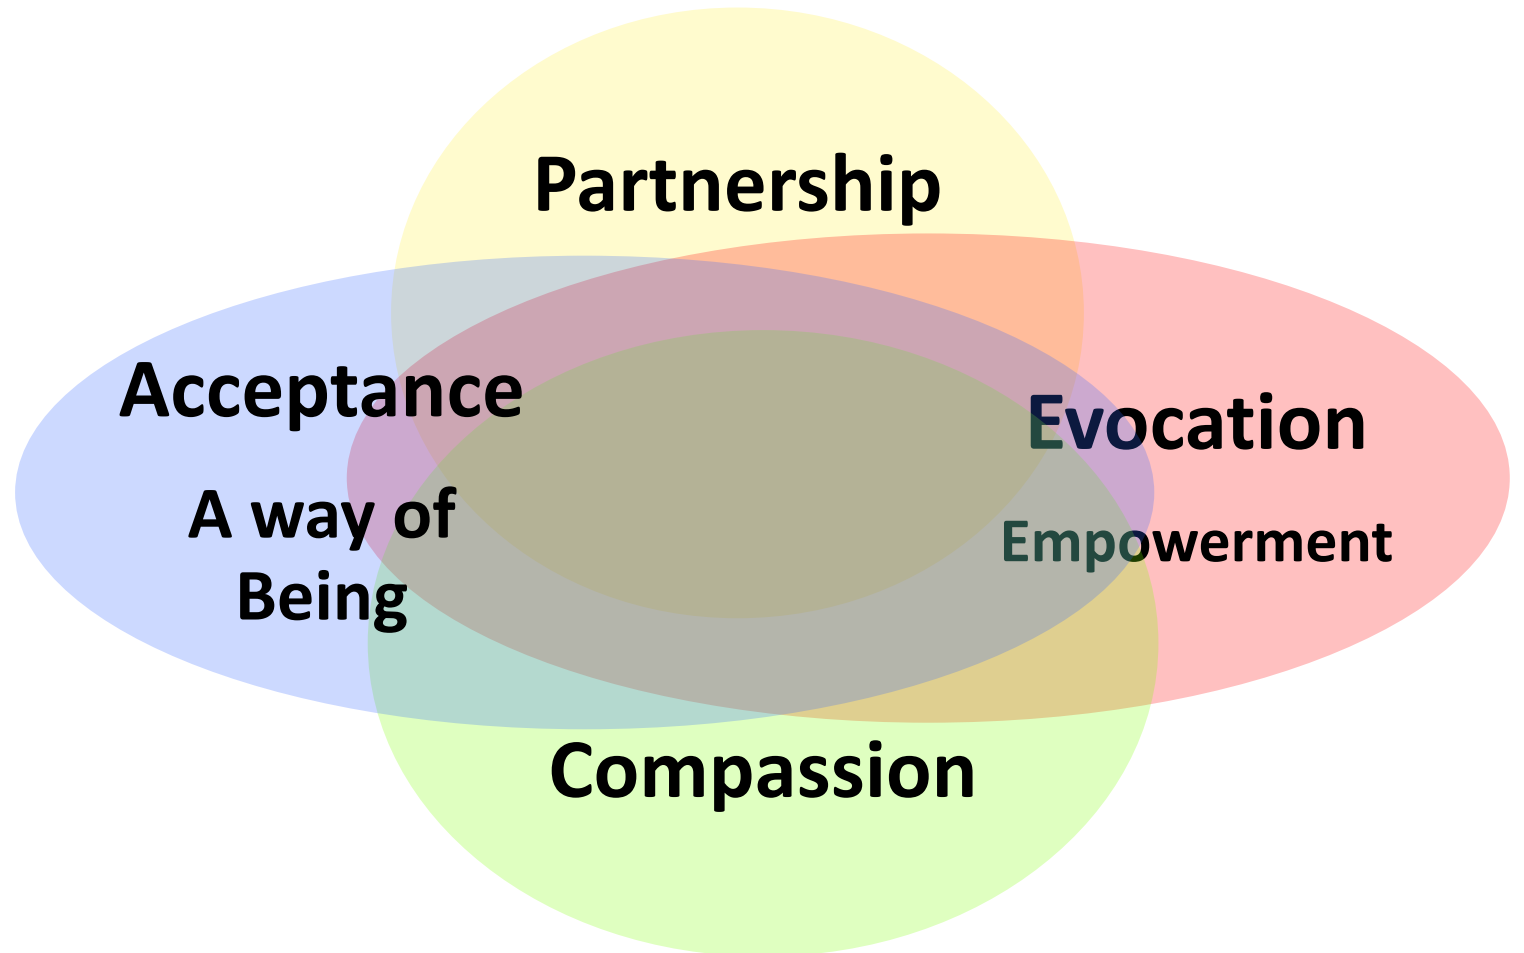 Partnership
Acceptance
A way of
Being
Evocation
Empowerment
Compassion